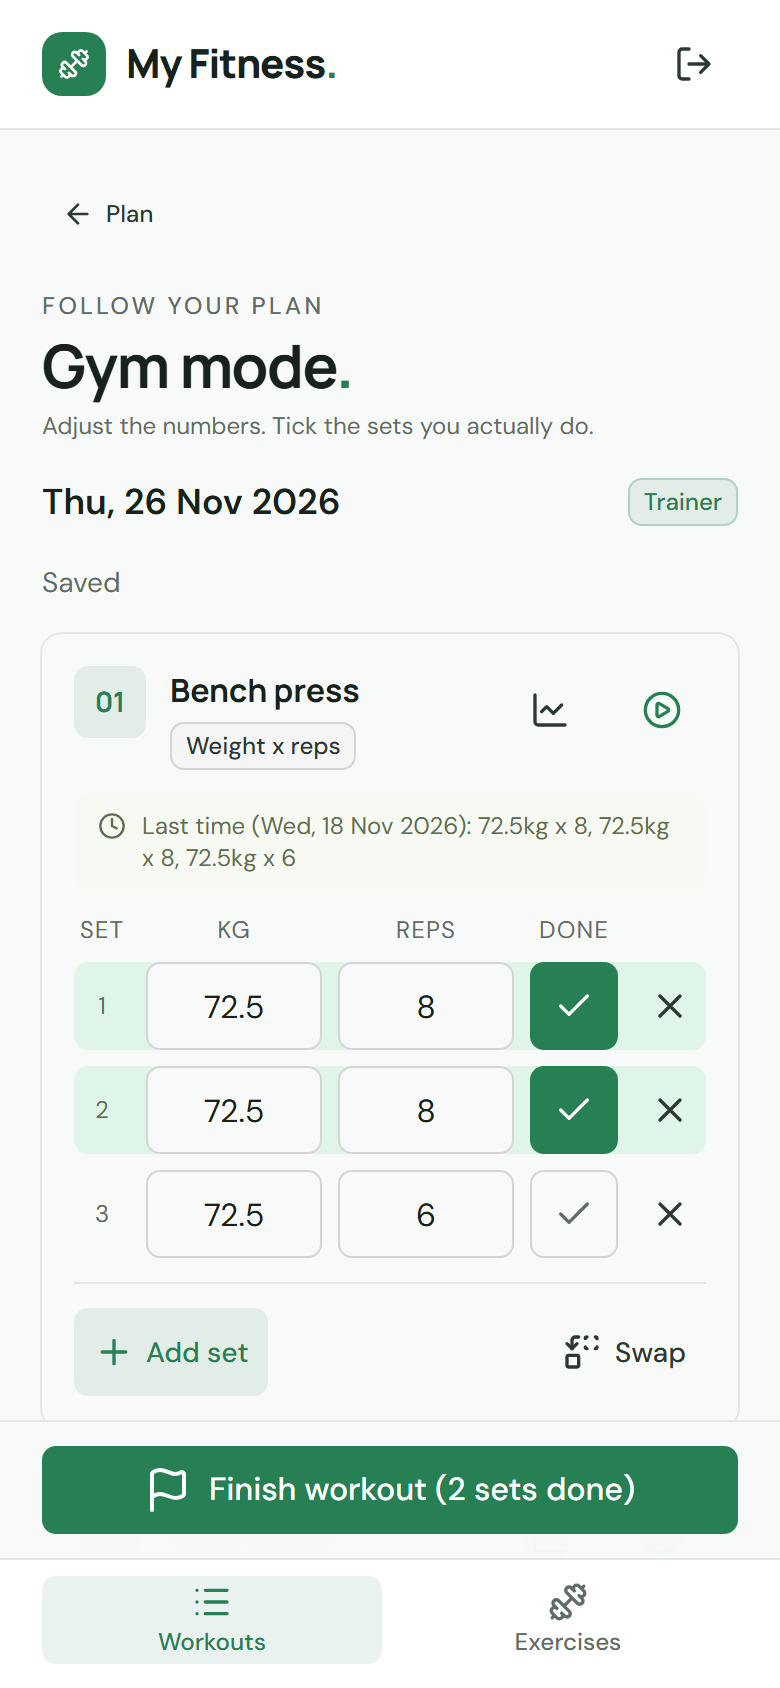 My Fitness.
Plan
FOLLOW YOUR PLAN
Gym mode.
Adjust the numbers. Tick the sets you actually do.
Thu, 26 Nov 2026 Trainer
Saved
01 Bench press
Weight x reps
Last time (Wed, 18 Nov 2026): 72.5kg x 8, 72.5kg
x 8, 72.5kg x 6
SET KG REPS DONE
1 72.5 8
2 72.5 8
3 72.5 6
Add set Swap
Finish workout (2 sets done)
Workouts Exercises